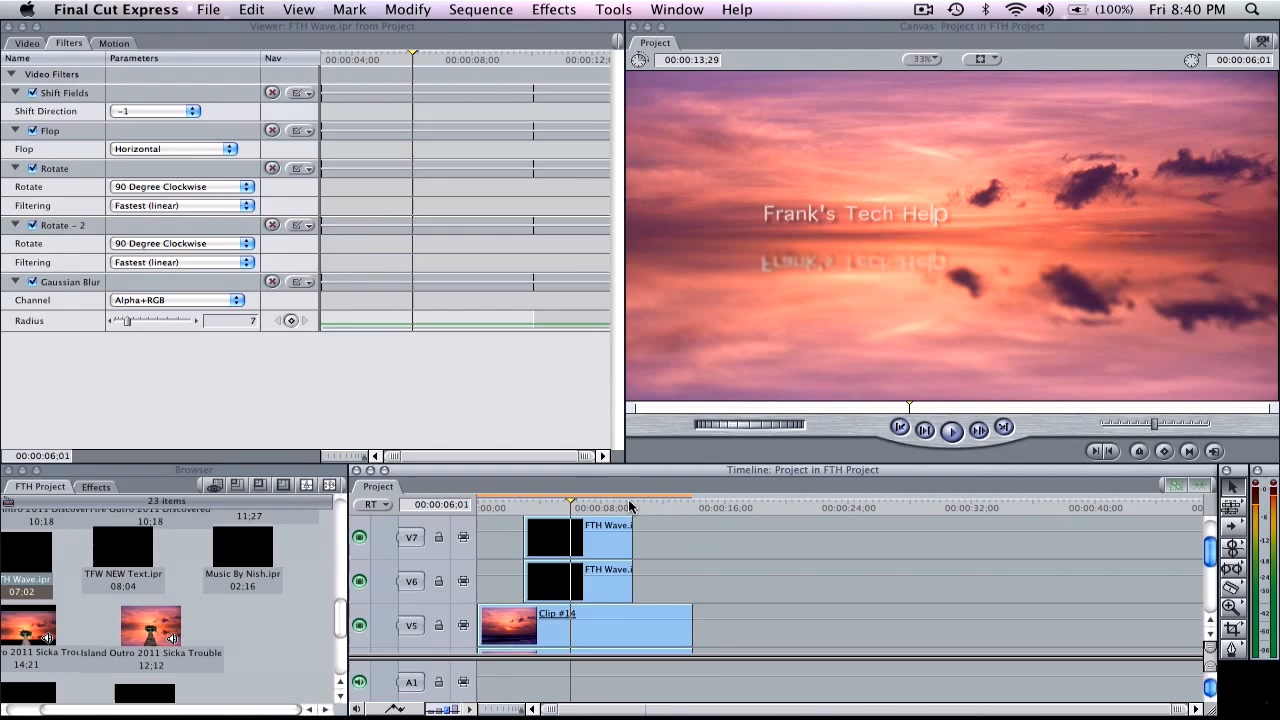 Final Cut Express File Edit View Mark Modify Sequence Effects Tools Window Help (100%) Fri 8:40 PM
Viewer: FTH Wave.ipr from Project
Canvas: Project in FTH Project
Video Filters Motion
Project
Name Parameters Nav
00:00:04;00 00:00:08;00 00:00:12;0
00:00:13;29 33% 00:00:06;01
Video Filters
Shift Fields
Shift Direction -1
Flop
Flop Horizontal
Rotate
Rotate 90 Degree Clockwise
Filtering Fastest (linear)
Rotate - 2
Rotate 90 Degree Clockwise
Filtering Fastest (linear)
Gaussian Blur
Channel Alpha+RGB
Radius 7
Frank's Tech Help
Frank's Tech Help
00:00:06;01
Browser
Timeline: Project in FTH Project
FTH Project Effects
Project
23 items
RT 00:00:06;01 :00;00 00:00:08;00 00:00:16;00 00:00:24;00 00:00:32;00 00:00:40;00 00
ntro 2011 Discover Fire Outro 2011 Discovered
10;18 10;18 11;27
TH Wave.ipr TFW NEW Text.ipr Music By Nish.ipr
07;02 08;04 02;16
ro 2011 Sicka Trou Island Outro 2011 Sicka Trouble
14;21 12;12
V7 FTH Wave.i
V6 FTH Wave.i
V5 Clip #14
A1
0
-6
-12
-96